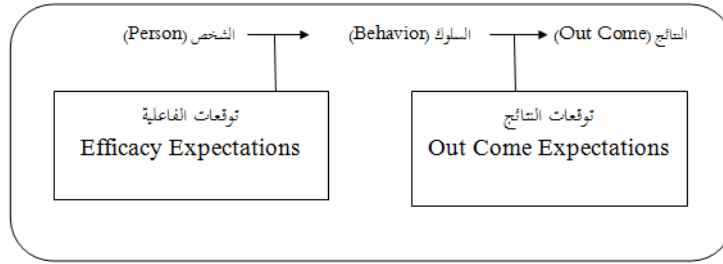 الشخص (Person)
السلوك (Behavior)
النتائج (Out Come)
توقعات الفاعلية
Efficacy Expectations
توقعات النتائج
Out Come Expectations